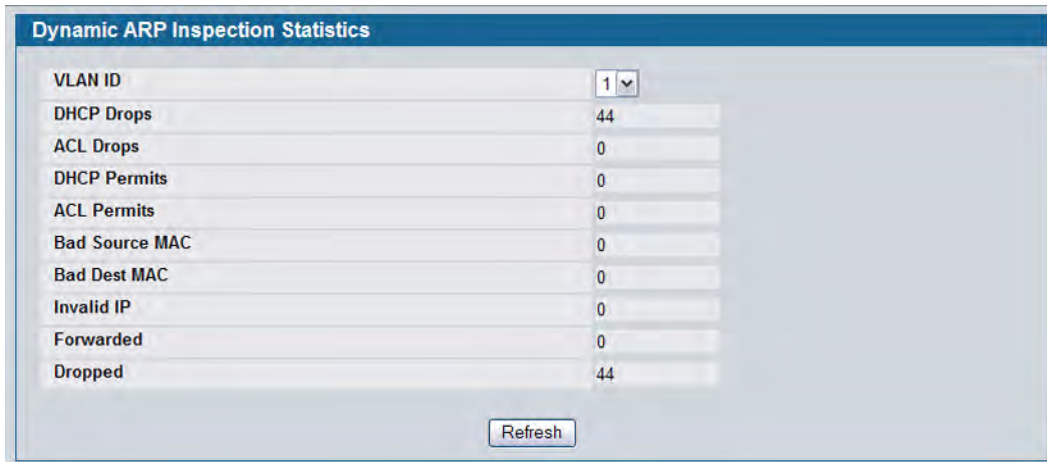 Dynamic ARP Inspection Statistics
VLAN ID 1
DHCP Drops 44
ACL Drops 0
DHCP Permits 0
ACL Permits 0
Bad Source MAC 0
Bad Dest MAC 0
Invalid IP 0
Forwarded 0
Dropped 44
Refresh